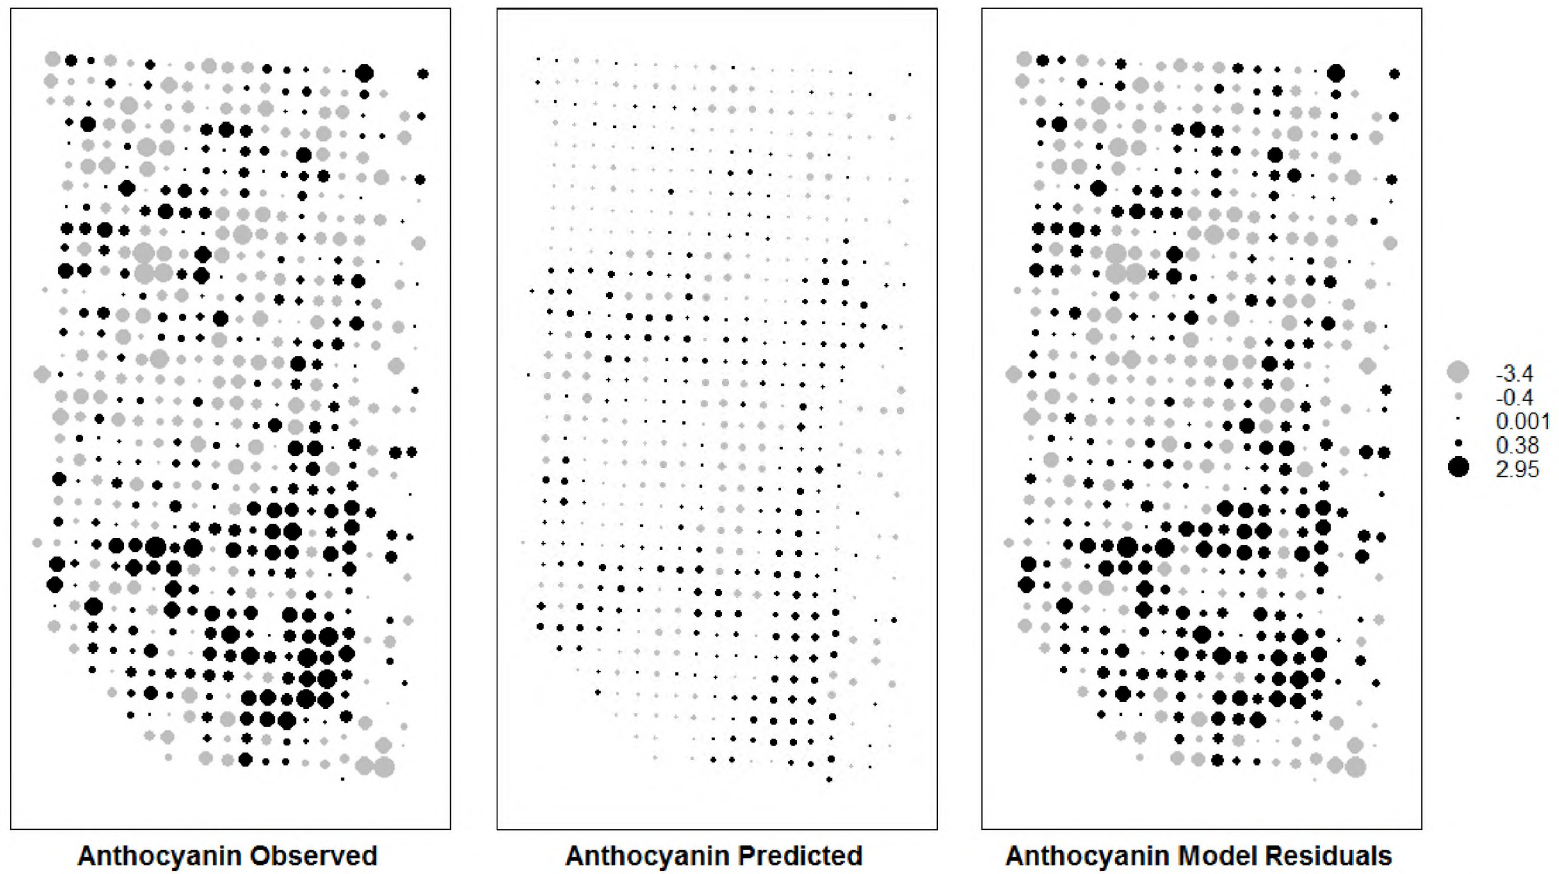 -3.4
-0.4
0.001
0.38
2.95
Anthocyanin Observed
Anthocyanin Predicted
Anthocyanin Model Residuals